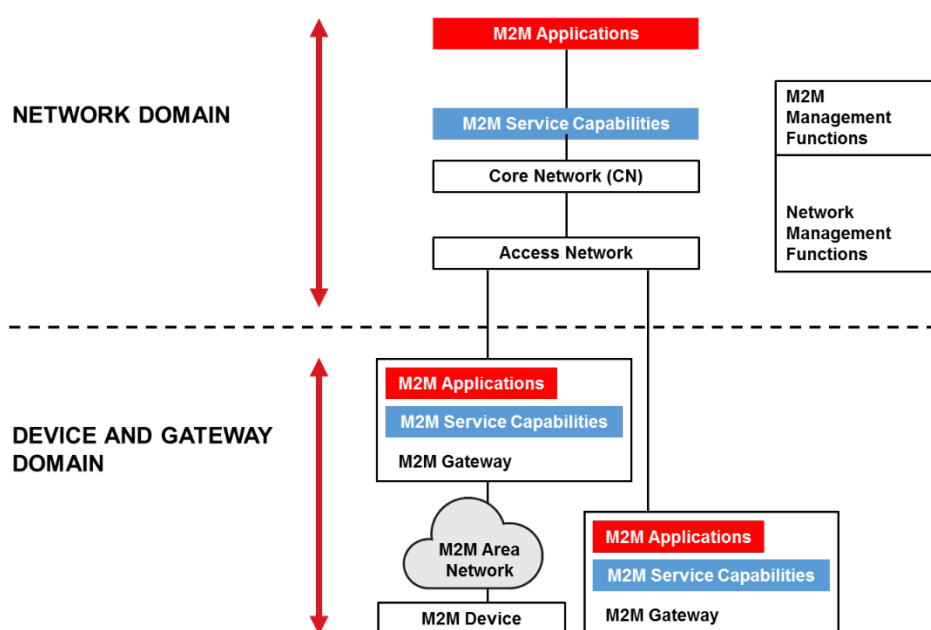 M2M Applications
NETWORK DOMAIN
M2M Service Capabilities
Core Network (CN)
Access Network
M2M
Management
Functions
Network
Management
Functions
DEVICE AND GATEWAY
DOMAIN
M2M Applications
M2M Service Capabilities
M2M Gateway
M2M Area
Network
M2M Device
M2M Applications
M2M Service Capabilities
M2M Gateway